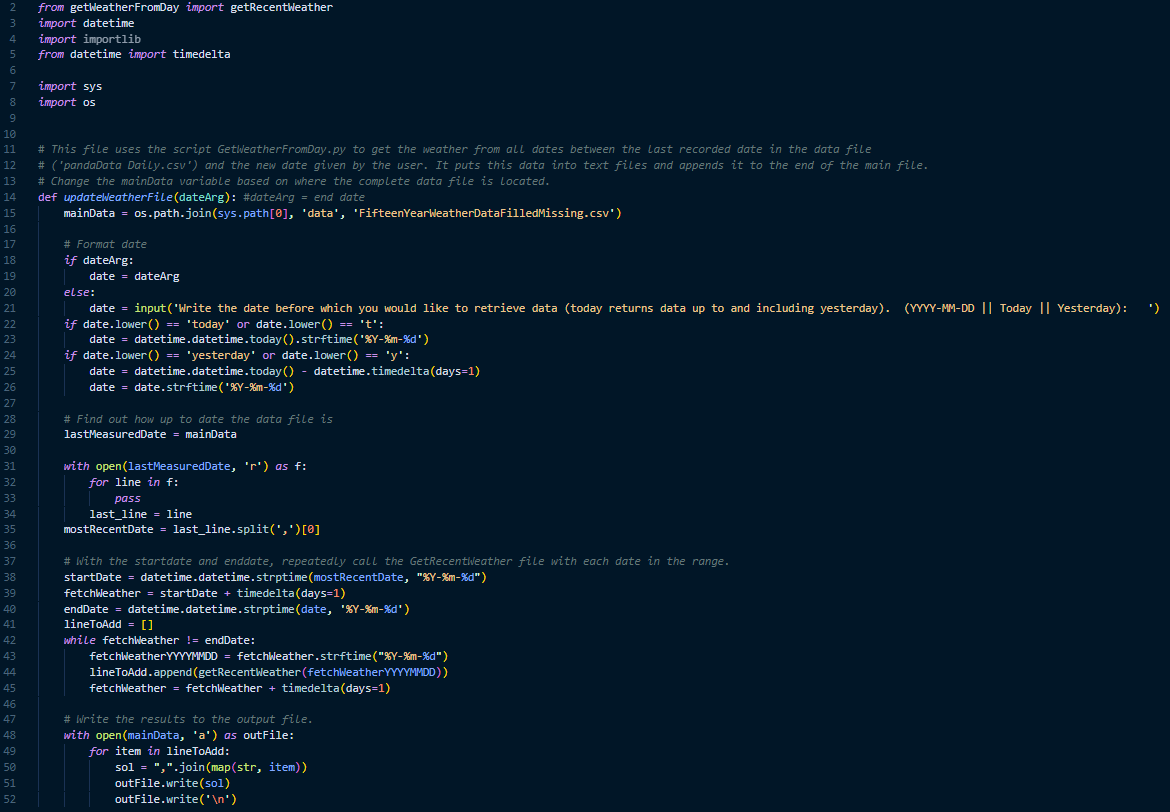 2 from getWeatherFromDay import getRecentWeather
3 import datetime
4 import importlib
5 from datetime import timedelta
6
7 import sys
8 import os
9
10
11 # This file uses the script GetWeatherFromDay.py to get the weather from all dates between the last recorded date in the data file
12 # ('pandaData Daily.csv') and the new date given by the user. It puts this data into text files and appends it to the end of the main file.
13 # Change the mainData variable based on where the complete data file is located.
14 def updateWeatherFile(dateArg): #dateArg = end date
15     mainData = os.path.join(sys.path[0], 'data', 'FifteenYearWeatherDataFilledMissing.csv')
16
17     # Format date
18     if dateArg:
19         date = dateArg
20     else:
21         date = input('Write the date before which you would like to retrieve data (today returns data up to and including yesterday).  (YYYY-MM-DD || Today || Yesterday):   ')
22     if date.lower() == 'today' or date.lower() == 't':
23         date = datetime.datetime.today().strftime('%Y-%m-%d')
24     if date.lower() == 'yesterday' or date.lower() == 'y':
25         date = datetime.datetime.today() - datetime.timedelta(days=1)
26         date = date.strftime('%Y-%m-%d')
27
28     # Find out how up to date the data file is
29     lastMeasuredDate = mainData
30
31     with open(lastMeasuredDate, 'r') as f:
32         for line in f:
33             pass
34         last_line = line
35     mostRecentDate = last_line.split(',')[0]
36
37     # With the startdate and enddate, repeatedly call the GetRecentWeather file with each date in the range.
38     startDate = datetime.datetime.strptime(mostRecentDate, "%Y-%m-%d")
39     fetchWeather = startDate + timedelta(days=1)
40     endDate = datetime.datetime.strptime(date, '%Y-%m-%d')
41     lineToAdd = []
42     while fetchWeather != endDate:
43         fetchWeatherYYYYMMDD = fetchWeather.strftime("%Y-%m-%d")
44         lineToAdd.append(getRecentWeather(fetchWeatherYYYYMMDD))
45         fetchWeather = fetchWeather + timedelta(days=1)
46
47     # Write the results to the output file.
48     with open(mainData, 'a') as outFile:
49         for item in lineToAdd:
50             sol = ",".join(map(str, item))
51             outFile.write(sol)
52             outFile.write('\n')